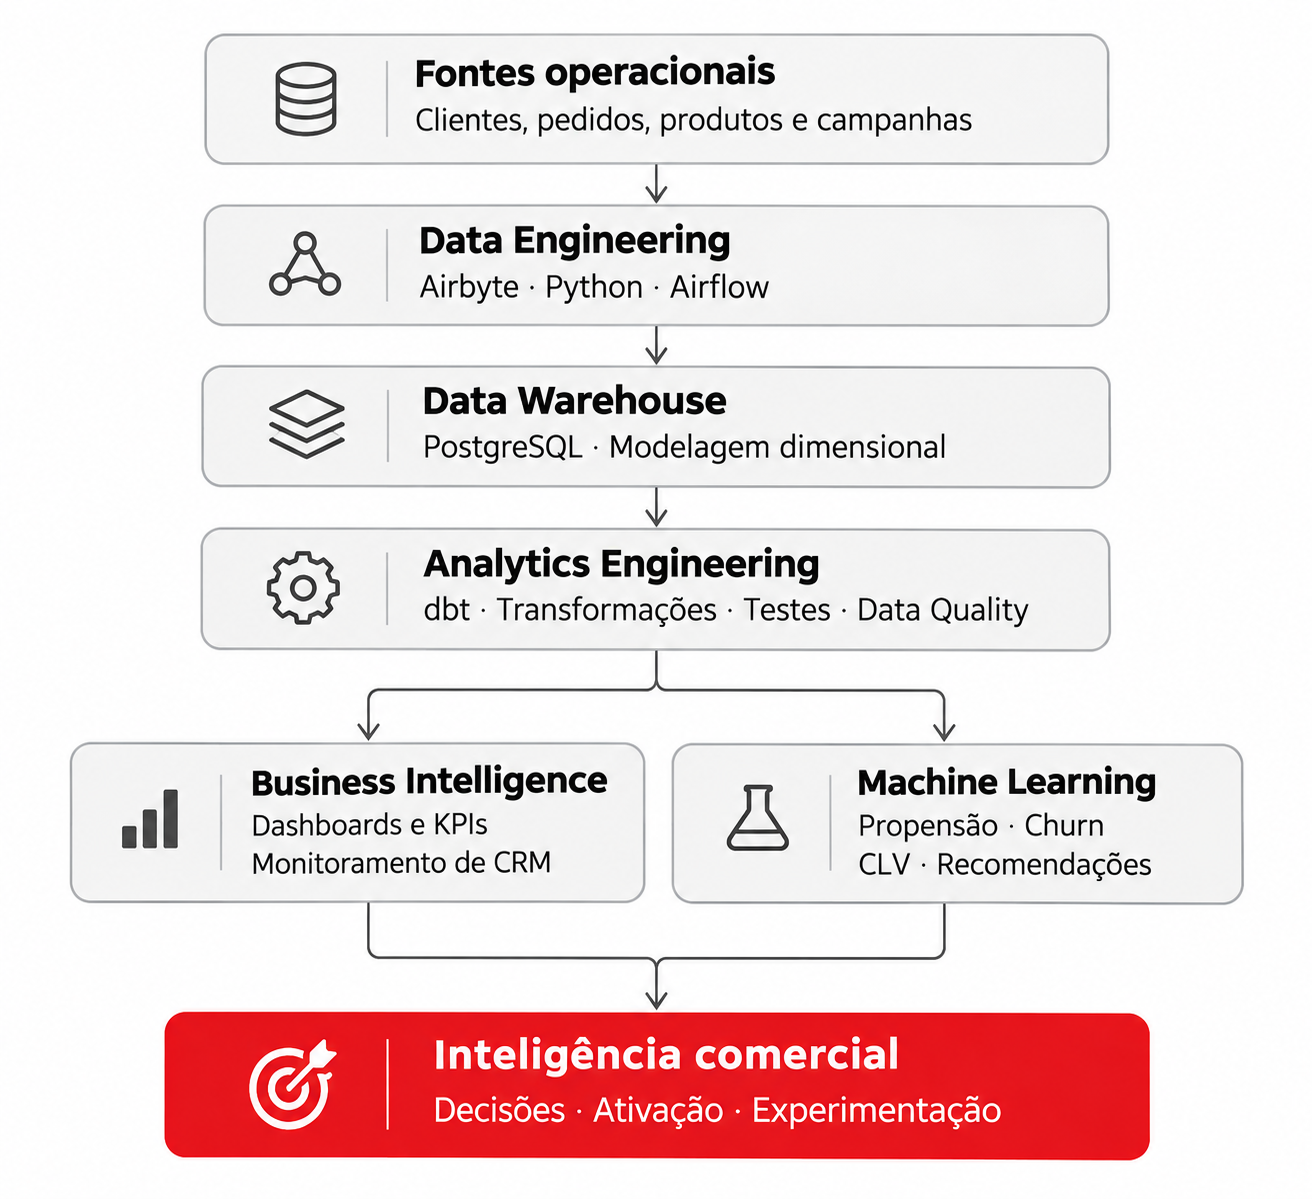 Fontes operacionais
Clientes, pedidos, produtos e campanhas
Data Engineering
Airbyte · Python · Airflow
Data Warehouse
PostgreSQL · Modelagem dimensional
Analytics Engineering
dbt · Transformações · Testes · Data Quality
Business Intelligence
Dashboards e KPIs
Monitoramento de CRM
Machine Learning
Propensão · Churn
CLV · Recomendações
Inteligência comercial
Decisões · Ativação · Experimentação